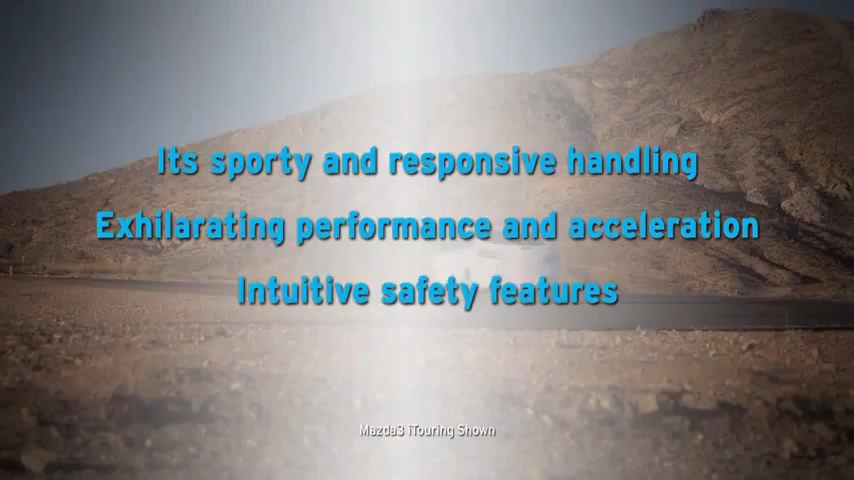 Its sporty and responsive handling
Exhilarating performance and acceleration
Intuitive safety features
Mazda3 iTouring Shown